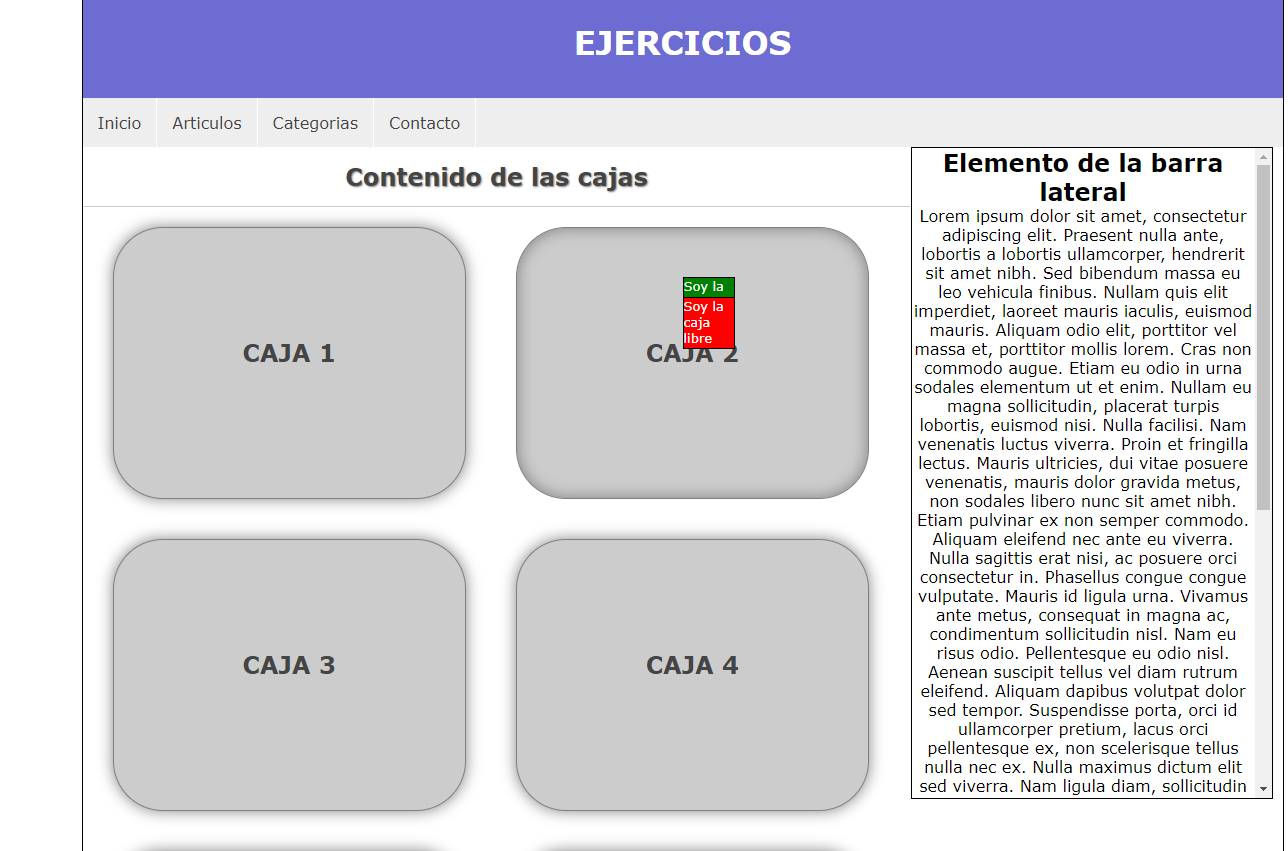 EJERCICIOS
Inicio
Articulos
Categorias
Contacto
Contenido de las cajas
CAJA 1
Soy la
Soy la
caja
libre
CAJA 2
CAJA 3
CAJA 4
Elemento de la barra
lateral
Lorem ipsum dolor sit amet, consectetur
adipiscing elit. Praesent nulla ante,
lobortis a lobortis ullamcorper, hendrerit
sit amet nibh. Sed bibendum massa eu
leo vehicula finibus. Nullam quis elit
imperdiet, laoreet mauris iaculis, euismod
mauris. Aliquam odio elit, porttitor vel
massa et, porttitor mollis lorem. Cras non
commodo augue. Etiam eu odio in urna
sodales elementum ut et enim. Nullam eu
magna sollicitudin, placerat turpis
lobortis, euismod nisi. Nulla facilisi. Nam
venenatis luctus viverra. Proin et fringilla
lectus. Mauris ultricies, dui vitae posuere
venenatis, mauris dolor gravida metus,
non sodales libero nunc sit amet nibh.
Etiam pulvinar ex non semper commodo.
Aliquam eleifend nec ante eu viverra.
Nulla sagittis erat nisi, ac posuere orci
consectetur in. Phasellus congue congue
vulputate. Mauris id ligula urna. Vivamus
ante metus, consequat in magna ac,
condimentum sollicitudin nisl. Nam eu
risus odio. Pellentesque eu odio nisl.
Aenean suscipit tellus vel diam rutrum
eleifend. Aliquam dapibus volutpat dolor
sed tempor. Suspendisse porta, orci id
ullamcorper pretium, lacus orci
pellentesque ex, non scelerisque tellus
nulla nec ex. Nulla maximus dictum elit
sed viverra. Nam ligula diam, sollicitudin